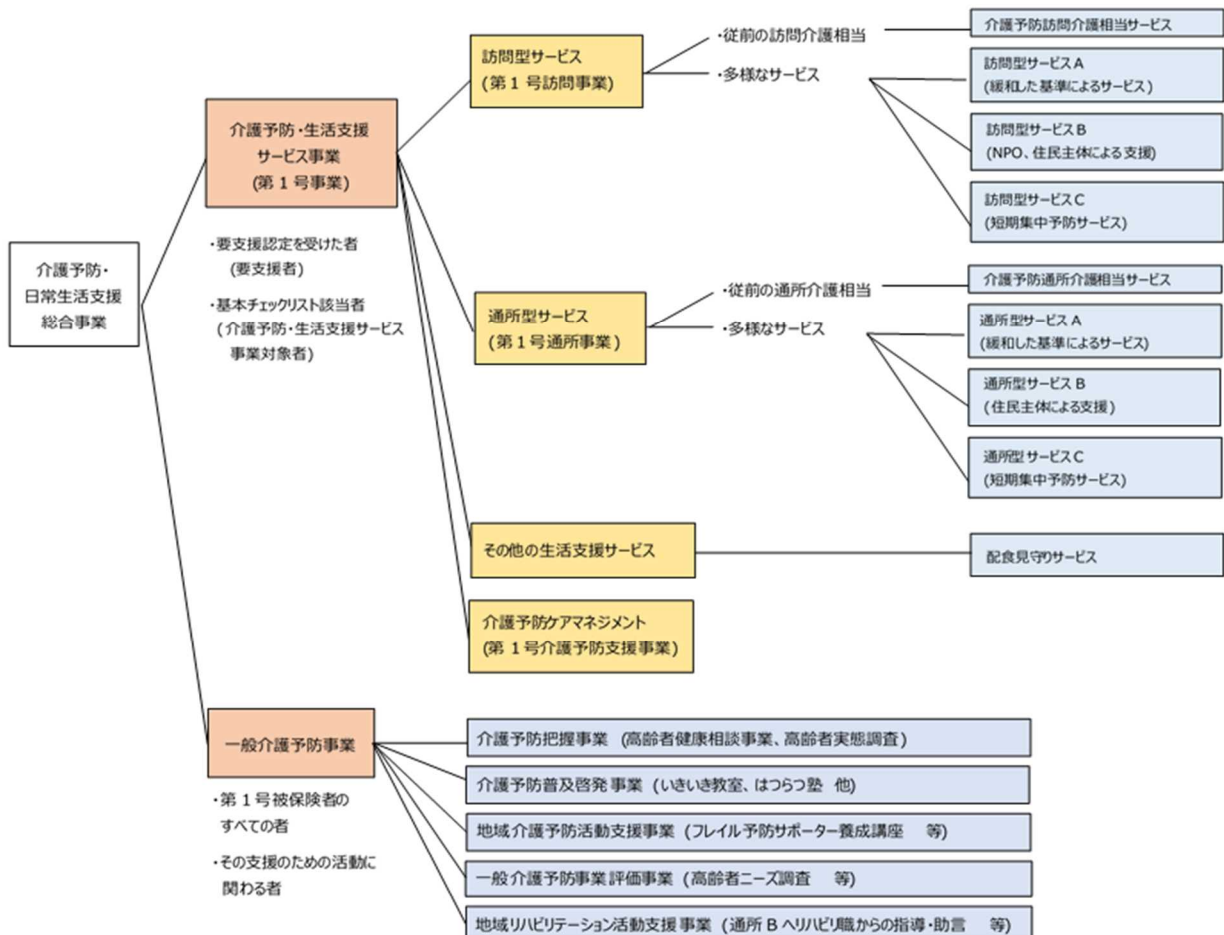 介護予防・
日常生活支援
総合事業
介護予防・生活支援
サービス事業
(第1号事業)
・要支援認定を受けた者
(要支援者)
・基本チェックリスト該当者
(介護予防・生活支援サービス
事業対象者)
訪問型サービス
(第1号訪問事業)
・従前の訪問介護相当
・多様なサービス
介護予防訪問介護相当サービス
訪問型サービスA
(緩和した基準によるサービス)
訪問型サービスB
(NPO、住民主体による支援)
訪問型サービスC
(短期集中予防サービス)
通所型サービス
(第1号通所事業)
・従前の通所介護相当
・多様なサービス
介護予防通所介護相当サービス
通所型サービスA
(緩和した基準によるサービス)
通所型サービスB
(住民主体による支援)
通所型サービスC
(短期集中予防サービス)
その他の生活支援サービス
配食見守りサービス
介護予防ケアマネジメント
(第1号介護予防支援事業)
一般介護予防事業
・第1号被保険者の
すべての者
・その支援のための活動に
関わる者
介護予防把握事業 (高齢者健康相談事業、高齢者実態調査)
介護予防普及啓発事業 (いきいき教室、はつらつ塾 他)
地域介護予防活動支援事業 (フレイル予防サポーター養成講座 等)
一般介護予防事業評価事業 (高齢者ニーズ調査 等)
地域リハビリテーション活動支援事業 (通所Bへリハビリ職からの指導・助言 等)